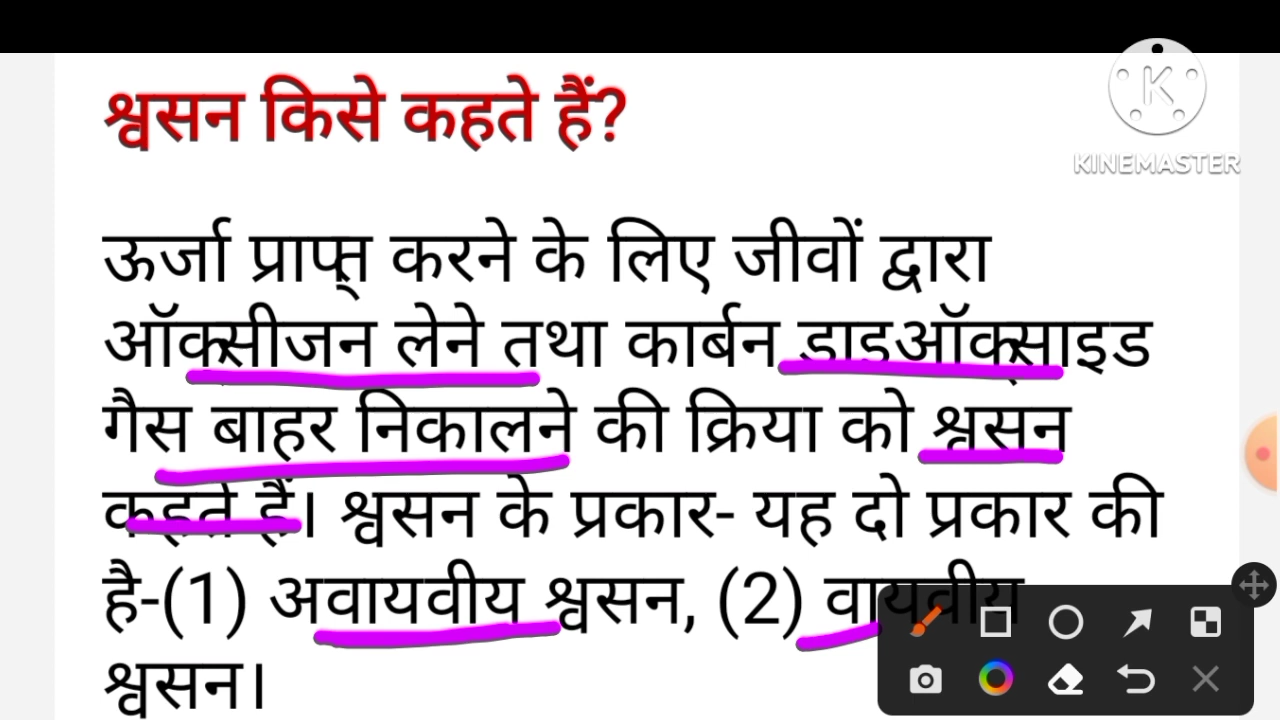 श्वसन किसे कहते हैं?
KINEMASTER
ऊर्जा प्राप्त करने के लिए जीवों द्वारा
ऑक्सीजन लेने तथा कार्बन डाइऑक्साइड
गैस बाहर निकालने की क्रिया को श्वसन
कहते हैं। श्वसन के प्रकार- यह दो प्रकार की
है-(1) अवायवीय श्वसन, (2) वायवीय
श्वसन।